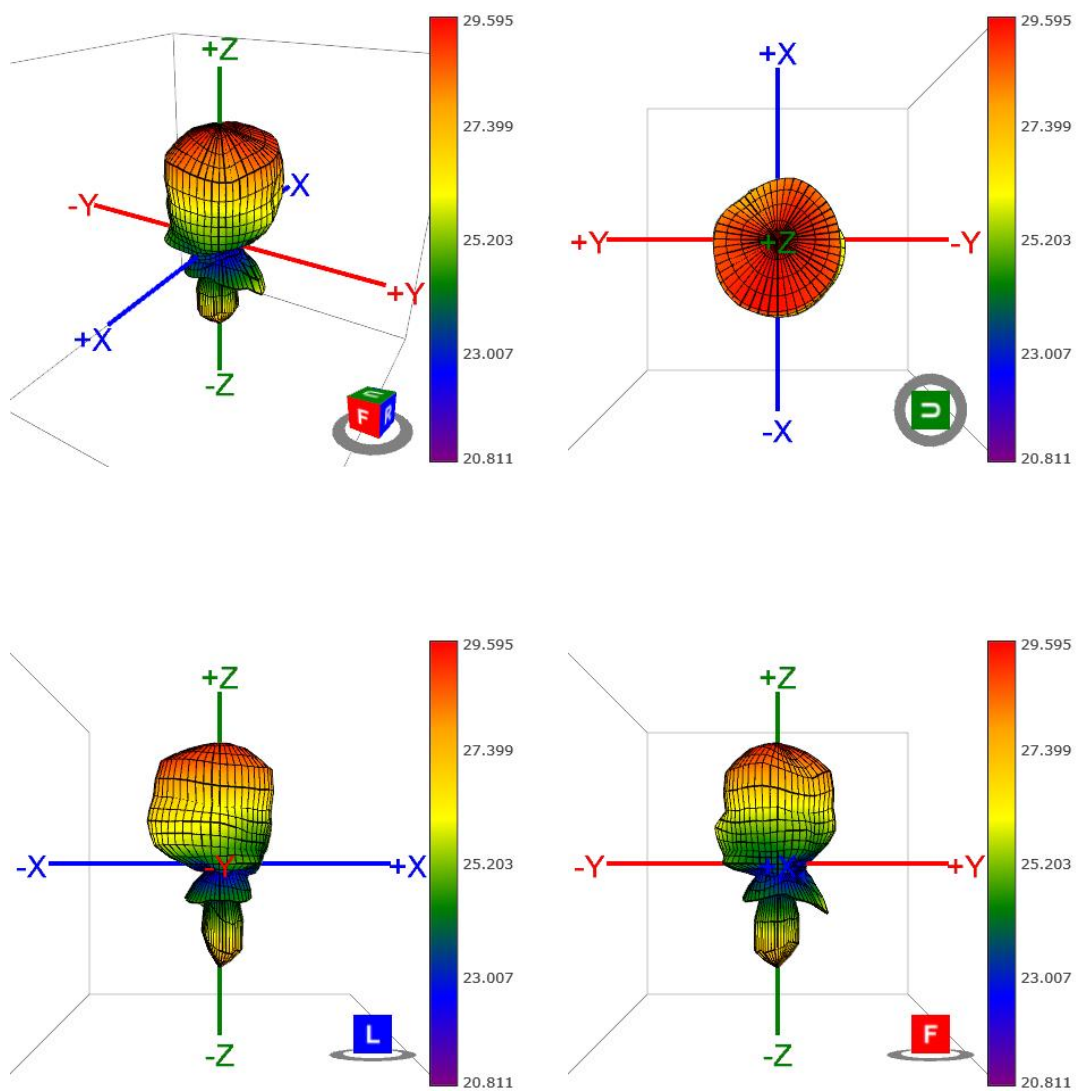 +Z
29.595
27.399
25.203
23.007
20.811
-Y
X
+X
+Y
-Z
U
F
R
+X
29.595
27.399
25.203
23.007
20.811
+Y
+Z
-Y
-X
U
+Z
29.595
27.399
25.203
23.007
20.811
-X
-Y
+X
-Z
L
+Z
29.595
27.399
25.203
23.007
20.811
-Y
+X
+Y
-Z
F